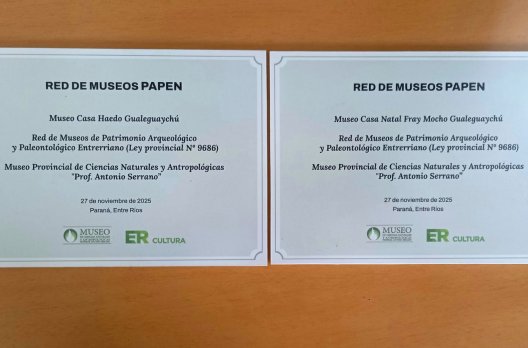 RED DE MUSEOS PAPEN
Museo Casa Haedo Gualeguaychú
Red de Museos de Patrimonio Arqueológico
y Paleontológico Entrerriano (Ley provincial Nº 9686)
Museo Provincial de Ciencias Naturales y Antropológicas
"Prof. Antonio Serrano"
27 de noviembre de 2025
Paraná, Entre Ríos
MUSEO
ER CULTURA
RED DE MUSEOS PAPEN
Museo Casa Natal Fray Mocho Gualeguaychú
Red de Museos de Patrimonio Arqueológico
y Paleontológico Entrerriano (Ley provincial Nº 9686)
Museo Provincial de Ciencias Naturales y Antropológicas
"Prof. Antonio Serrano"
27 de noviembre de 2025
Paraná, Entre Ríos
MUSEO
ER CULTURA